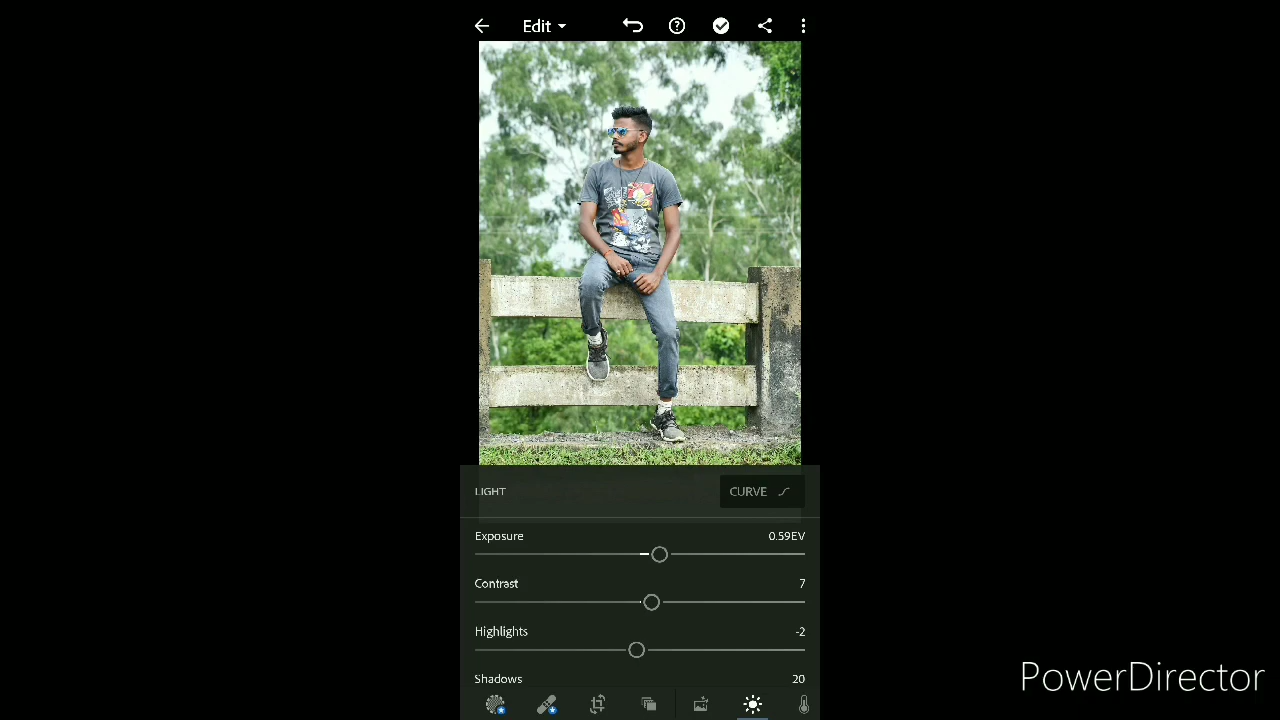 Edit
LIGHT
CURVE
Exposure 0.59EV
Contrast 7
Highlights -2
Shadows 20
PowerDirector